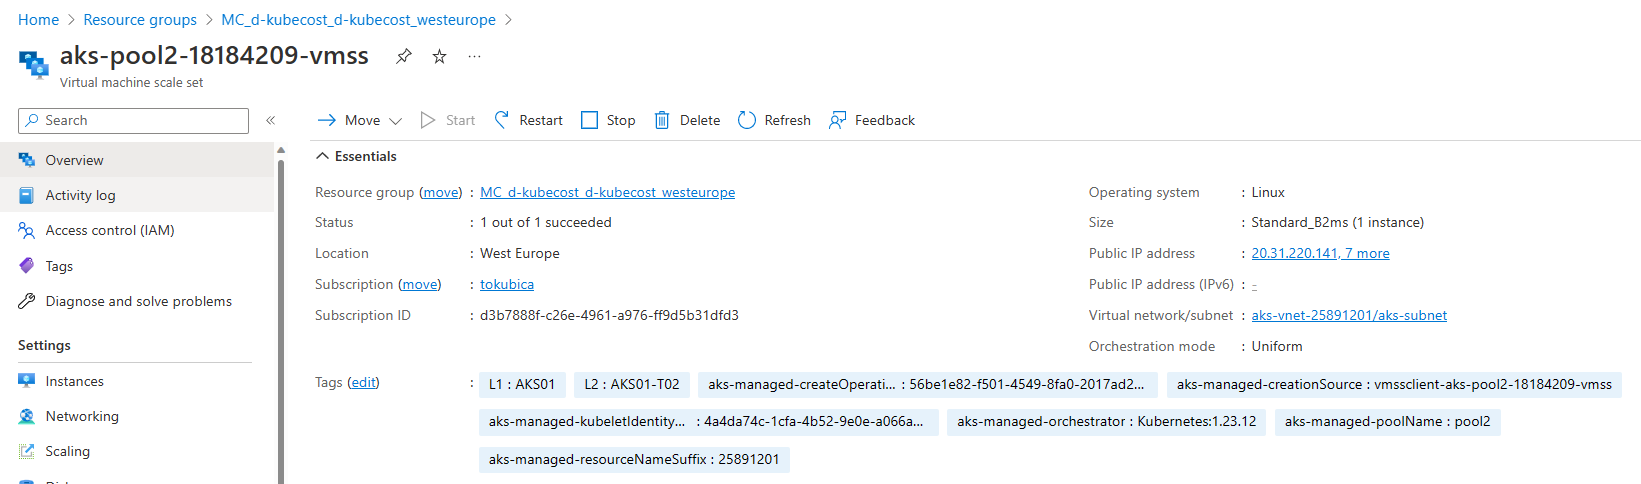 Home > Resource groups > MC_d-kubecost_d-kubecost_westeurope >
aks-pool2-18184209-vmss ...
Virtual machine scale set
Search «
Move Start Restart Stop Delete Refresh Feedback
Overview
Activity log
Access control (IAM)
Tags
Diagnose and solve problems
Settings
Instances
Networking
Scaling
Essentials
Resource group (move) : MC_d-kubecost_d-kubecost_westeurope
Status : 1 out of 1 succeeded
Location : West Europe
Subscription (move) : tokubica
Subscription ID : d3b7888f-c26e-4961-a976-ff9d5b31dfd3
Operating system : Linux
Size : Standard_B2ms (1 instance)
Public IP address : 20.31.220.141, 7 more
Public IP address (IPv6) : -
Virtual network/subnet : aks-vnet-25891201/aks-subnet
Orchestration mode : Uniform
Tags (edit) : L1 : AKS01 L2 : AKS01-T02 aks-managed-createOperati... : 56be1e82-f501-4549-8fa0-2017ad2... aks-managed-creationSource : vmssclient-aks-pool2-18184209-vmss
aks-managed-kubeletIdentity... : 4a4da74c-1cfa-4b52-9e0e-a066a... aks-managed-orchestrator : Kubernetes:1.23.12 aks-managed-poolName : pool2
aks-managed-resourceNameSuffix : 25891201